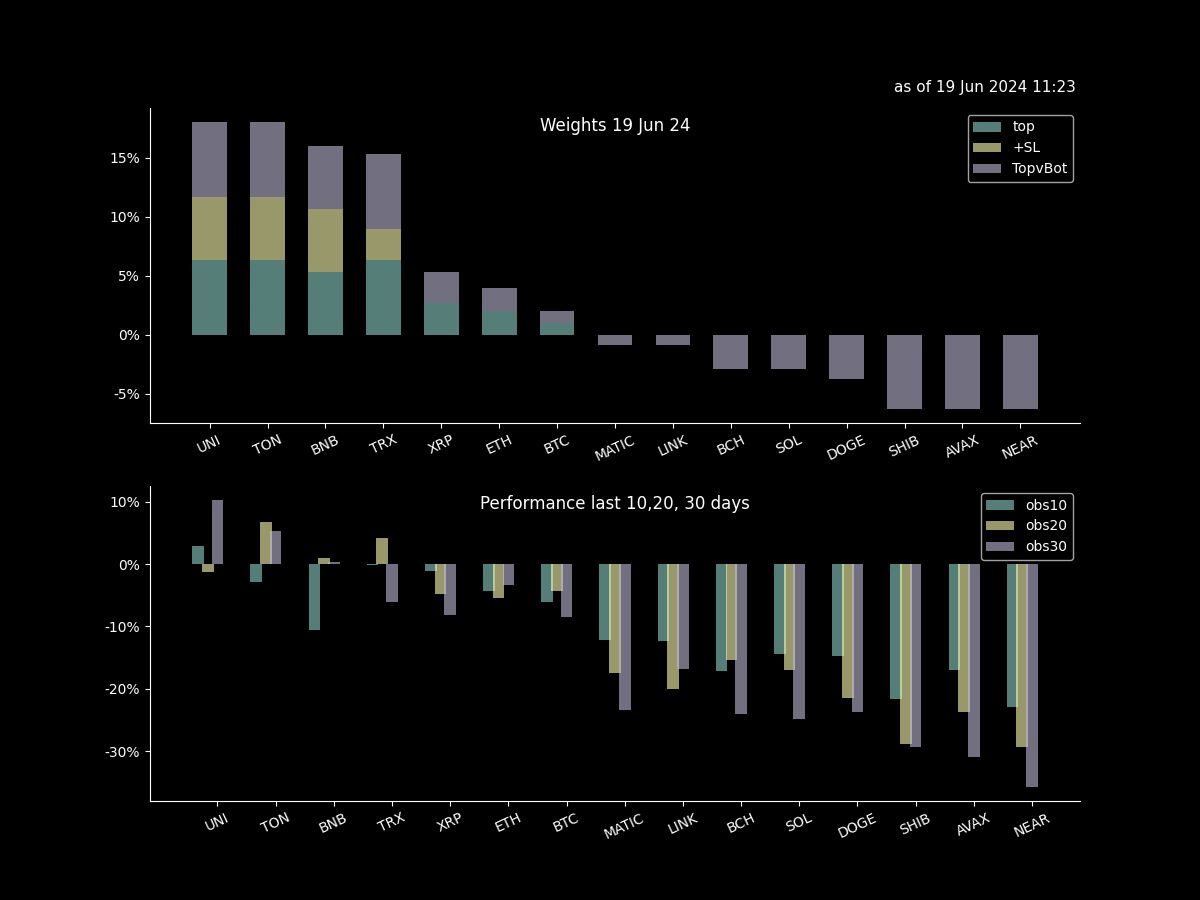 as of 19 Jun 2024 11:23
Weights 19 Jun 24
top
+SL
TopvBot
15%
10%
5%
0%
-5%
UNI TON BNB TRX XRP ETH BTC MATIC LINK BCH SOL DOGE SHIB AVAX NEAR
Performance last 10,20, 30 days
obs10
obs20
obs30
10%
0%
-10%
-20%
-30%
UNI TON BNB TRX XRP ETH BTC MATIC LINK BCH SOL DOGE SHIB AVAX NEAR